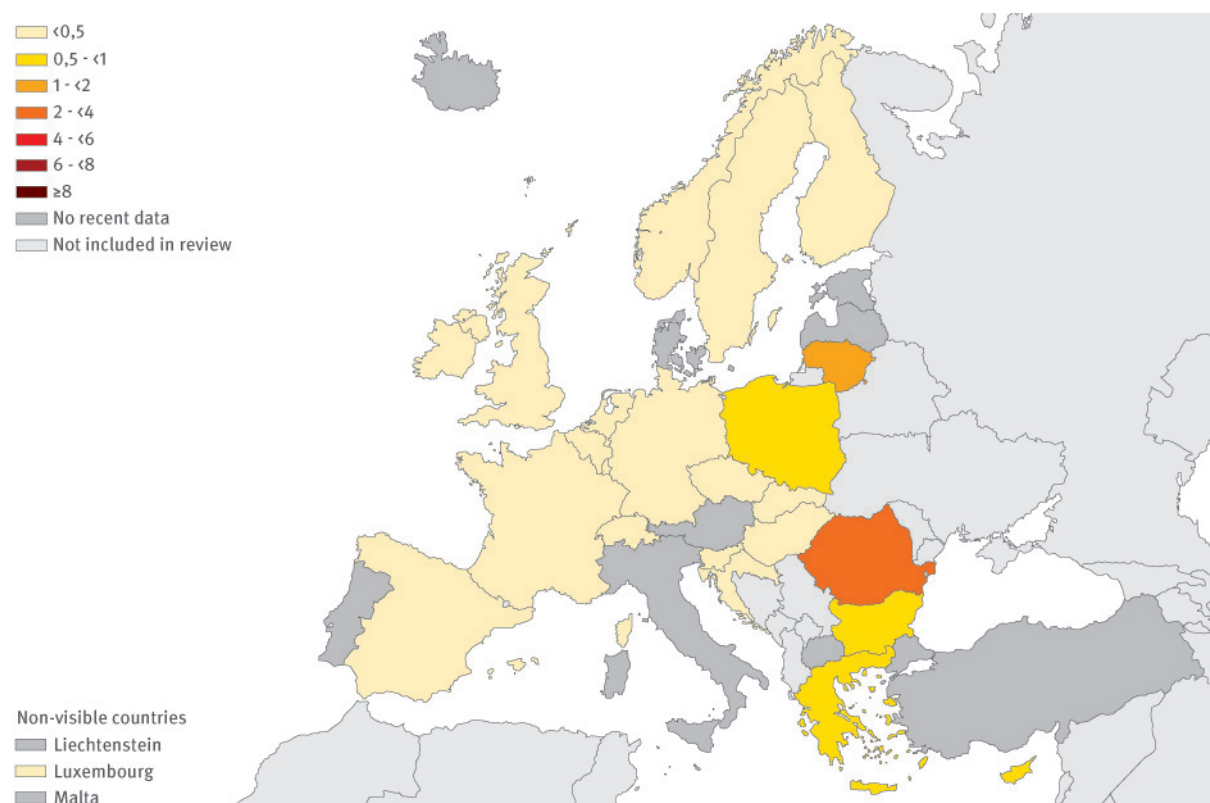 <0,5
0,5 - <1
1 - <2
2 - <4
4 - <6
6 - <8
≥8
No recent data
Not included in review
Non-visible countries
Liechtenstein
Luxembourg
Malta